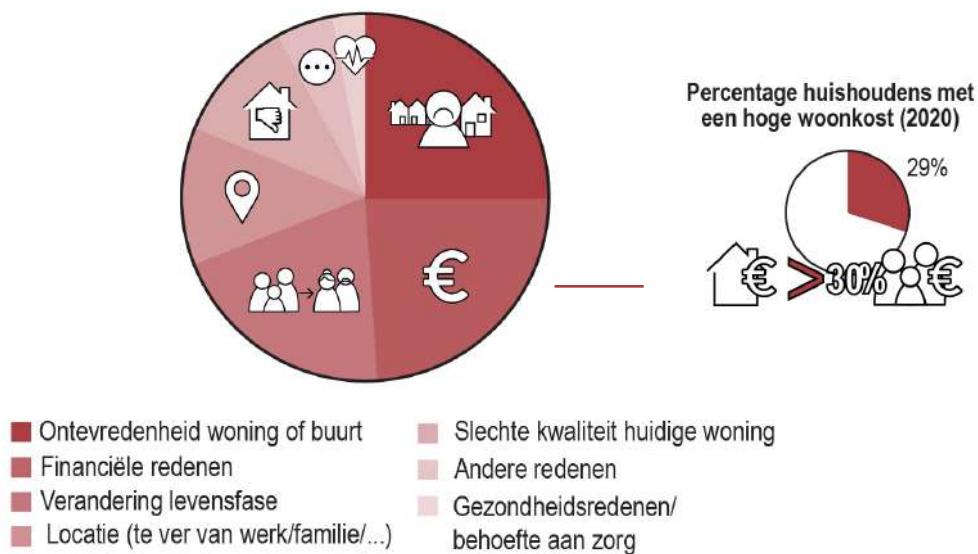 Percentage huishoudens met
een hoge woonkost (2020)
29%
€
€ > 30% €
Ontevredenheid woning of buurt
Financiële redenen
Verandering levensfase
Locatie (te ver van werk/familie/...)
Slechte kwaliteit huidige woning
Andere redenen
Gezondheidsredenen/
behoefte aan zorg